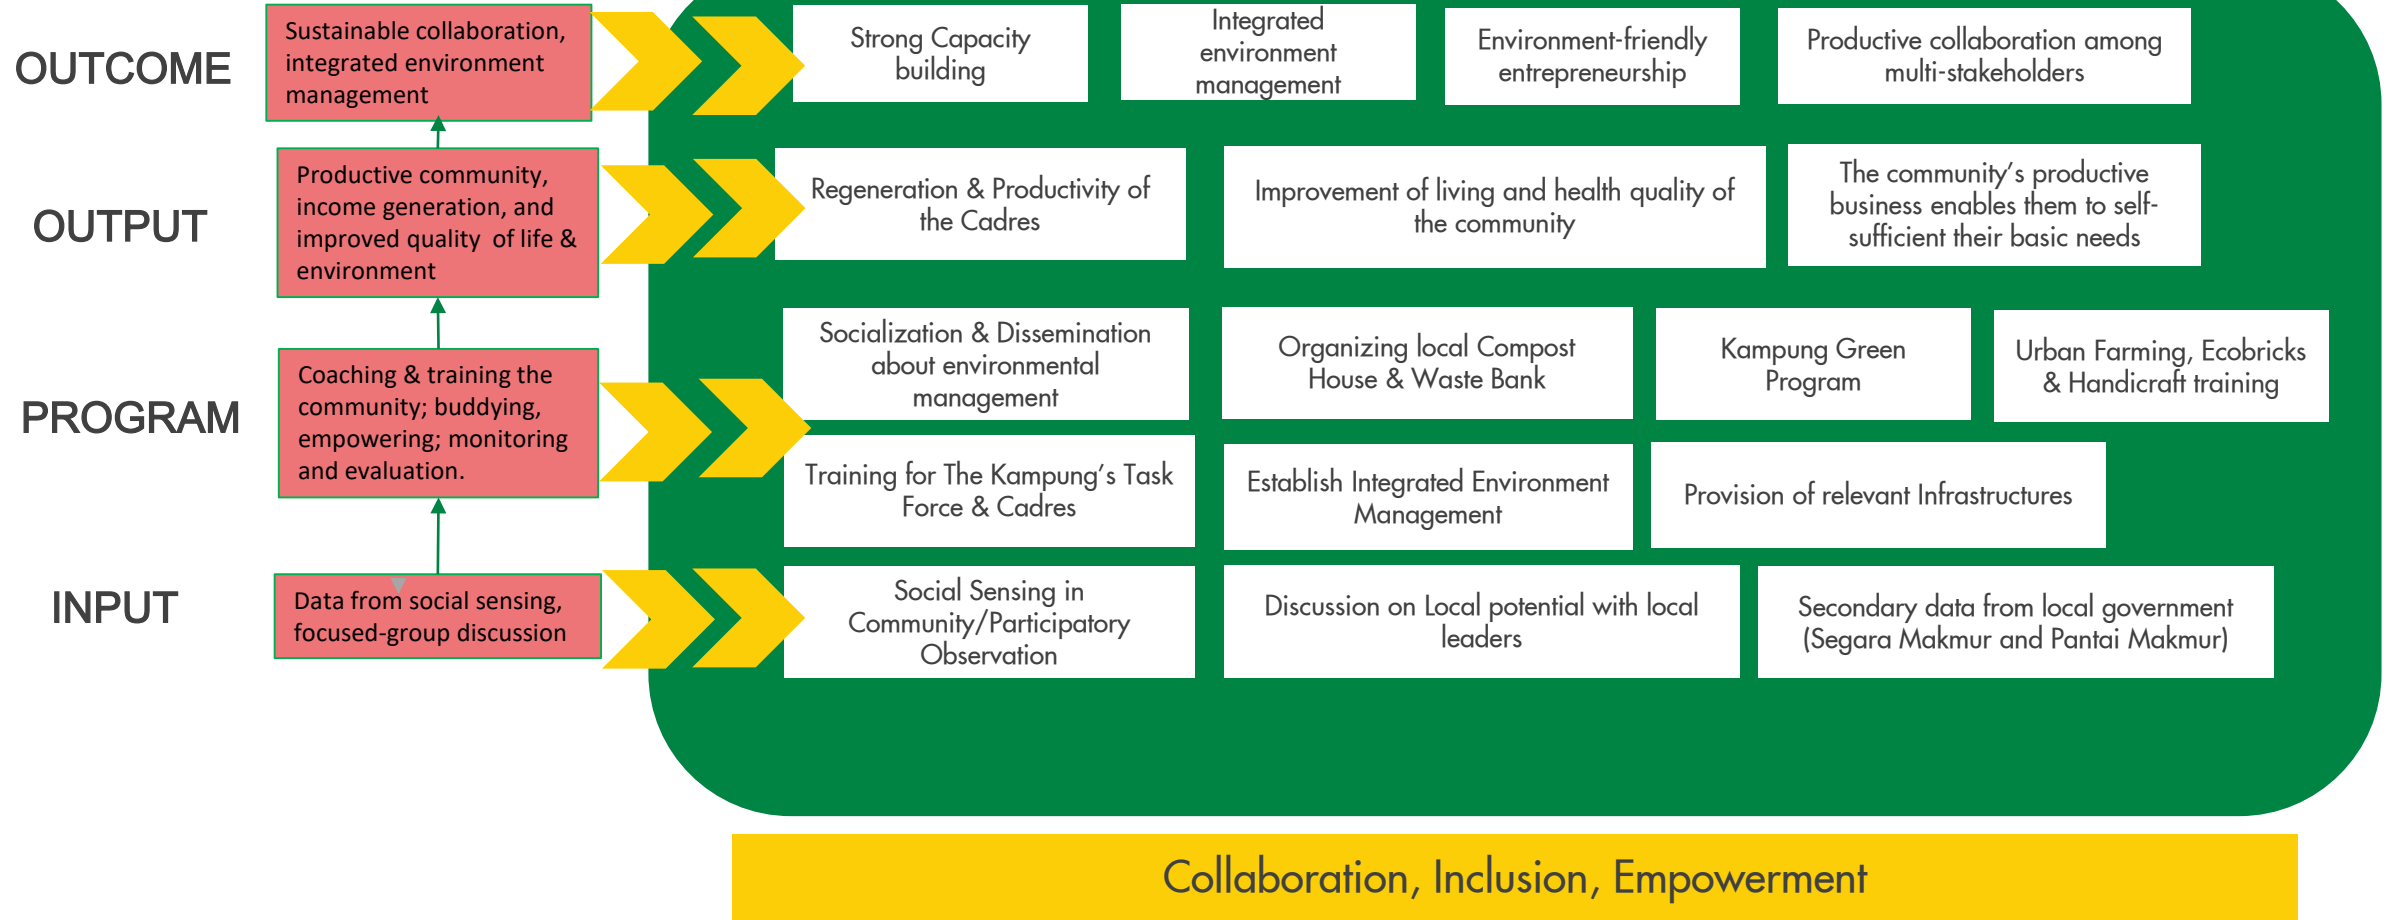 OUTCOME
Sustainable collaboration,
integrated environment
management
Strong Capacity
building
Integrated
environment
management
Environment-friendly
entrepreneurship
Productive collaboration among
multi-stakeholders
OUTPUT
Productive community,
income generation, and
improved quality of life &
environment
Regeneration & Productivity of
the Cadres
Improvement of living and health quality of
the community
The community's productive
business enables them to self-
sufficient their basic needs
PROGRAM
Coaching & training the
community; buddying,
empowering; monitoring
and evaluation.
Socialization & Dissemination
about environmental
management
Organizing local Compost
House & Waste Bank
Kampung Green
Program
Urban Farming, Ecobricks
& Handicraft training
Training for The Kampung's Task
Force & Cadres
Establish Integrated Environment
Management
Provision of relevant Infrastructures
INPUT
Data from social sensing,
focused-group discussion
Social Sensing in
Community/Participatory
Observation
Discussion on Local potential with local
leaders
Secondary data from local government
(Segara Makmur and Pantai Makmur)
Collaboration, Inclusion, Empowerment